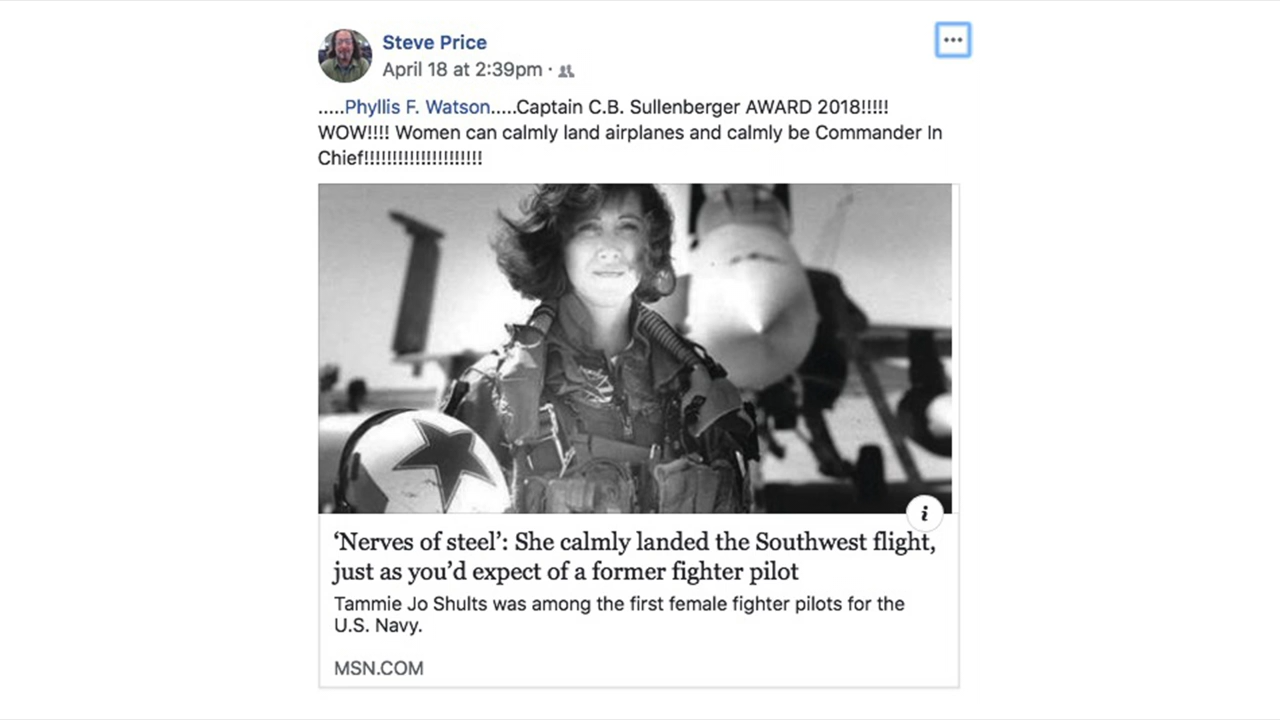 Steve Price
April 18 at 2:39pm ·
.....Phyllis F. Watson.....Captain C.B. Sullenberger AWARD 2018!!!!!
WOW!!!! Women can calmly land airplanes and calmly be Commander In
Chief!!!!!!!!!!!!!!!!!!!!!
i
‘Nerves of steel’: She calmly landed the Southwest flight,
just as you’d expect of a former fighter pilot
Tammie Jo Shults was among the first female fighter pilots for the
U.S. Navy.
MSN.COM